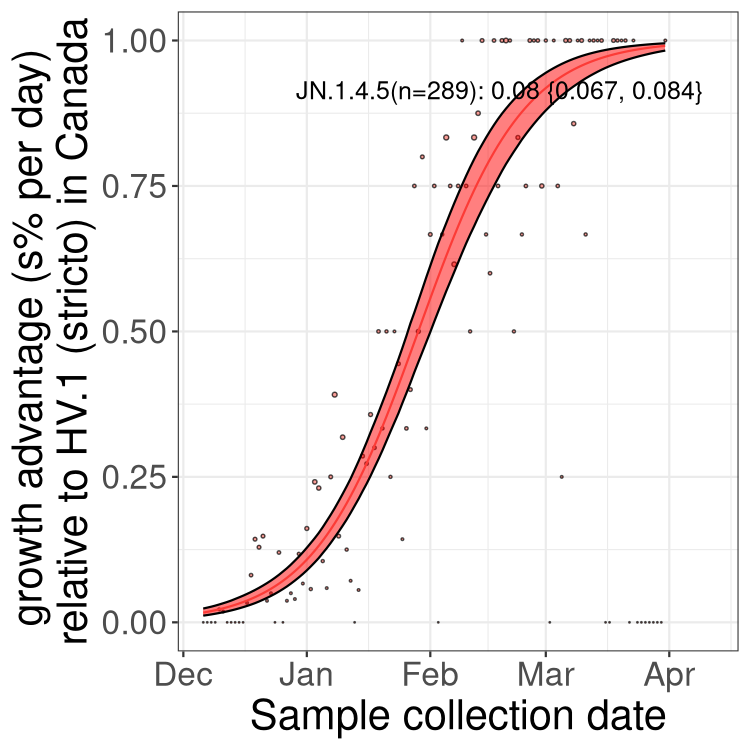 growth advantage (s% per day)
relative to HV.1 (stricto) in Canada
1.00
0.75
0.50
0.25
0.00
JN.1.4.5(n=289): 0.08 {0.067, 0.084}
Dec Jan Feb Mar Apr
Sample collection date